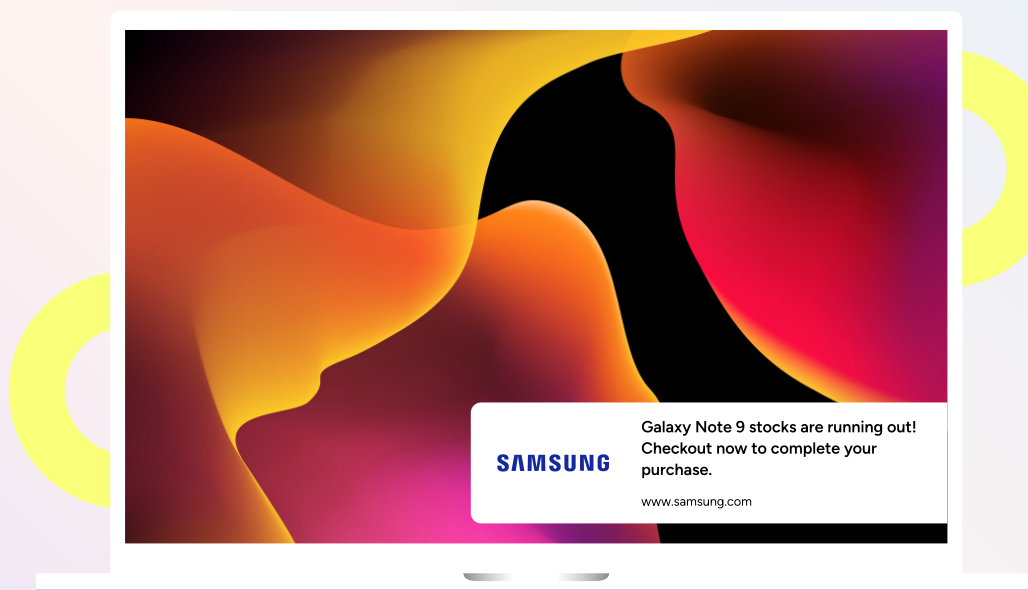 SAMSUNG
Galaxy Note 9 stocks are running out!
Checkout now to complete your
purchase.
www.samsung.com